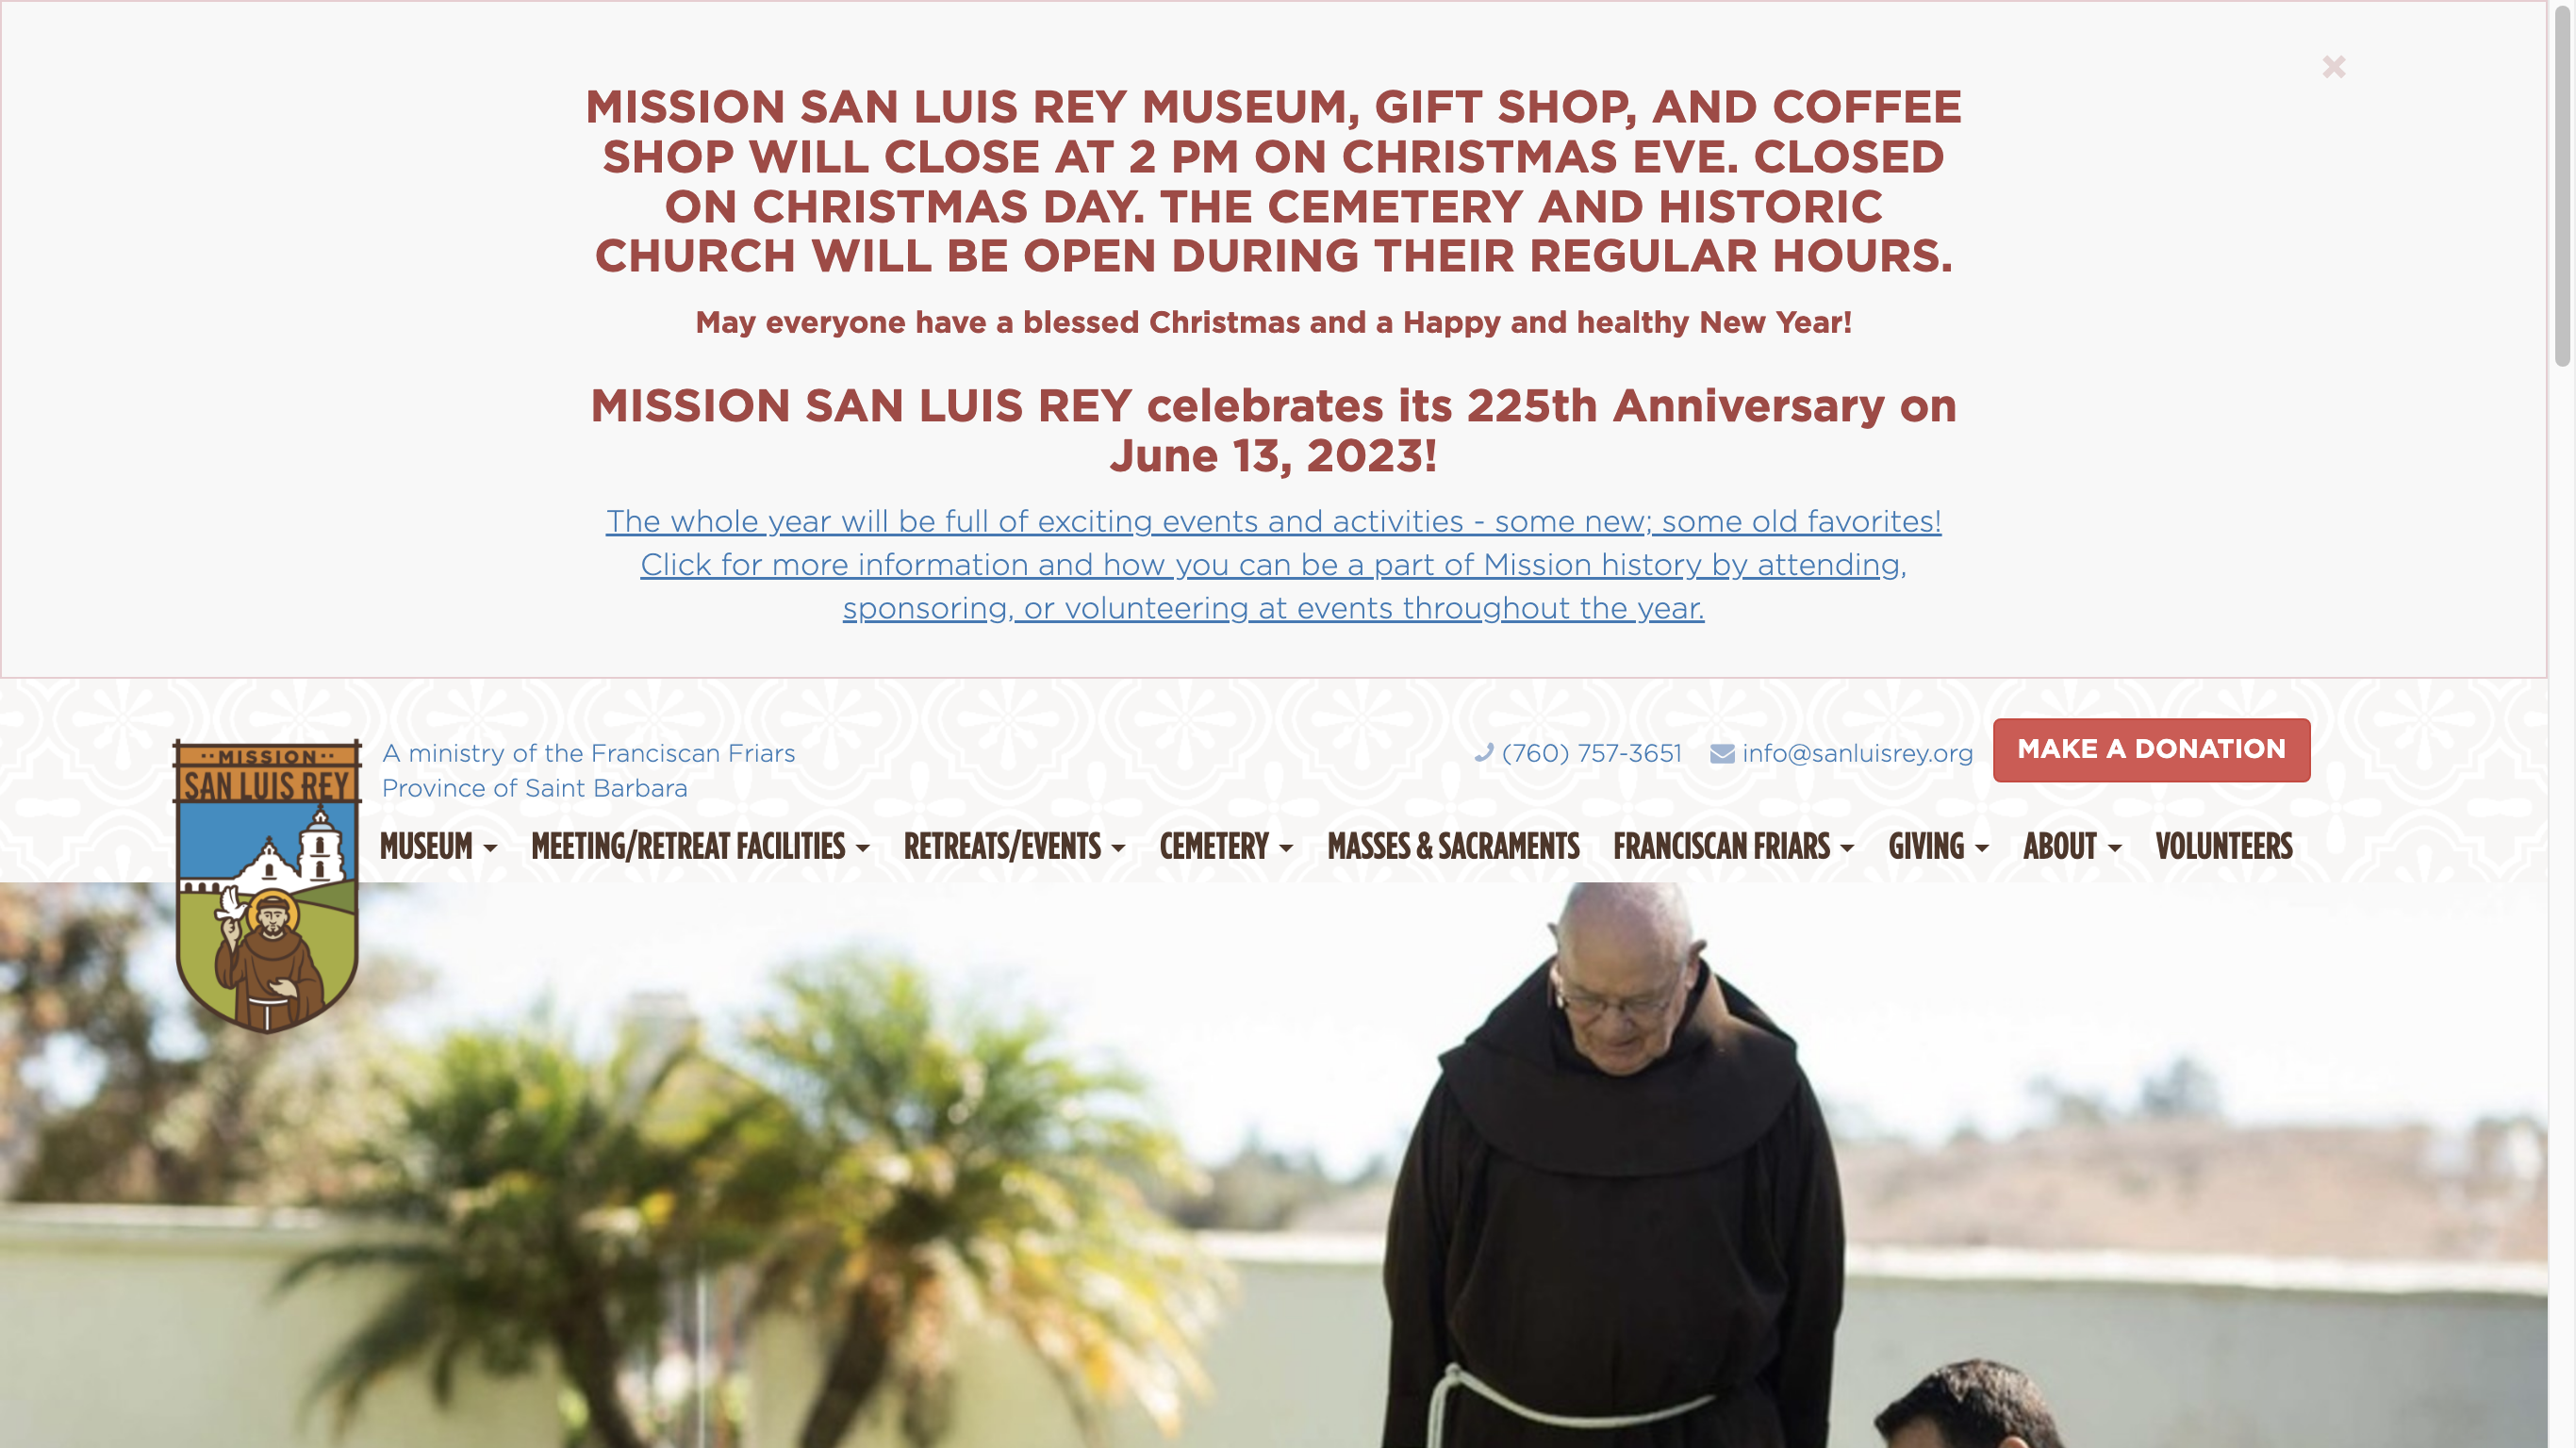 MISSION SAN LUIS REY MUSEUM, GIFT SHOP, AND COFFEE
SHOP WILL CLOSE AT 2 PM ON CHRISTMAS EVE. CLOSED
ON CHRISTMAS DAY. THE CEMETERY AND HISTORIC
CHURCH WILL BE OPEN DURING THEIR REGULAR HOURS.
May everyone have a blessed Christmas and a Happy and healthy New Year!
MISSION SAN LUIS REY celebrates its 225th Anniversary on
June 13, 2023!
The whole year will be full of exciting events and activities - some new; some old favorites!
Click for more information and how you can be a part of Mission history by attending,
sponsoring, or volunteering at events throughout the year.
MISSION
SAN LUIS REY
A ministry of the Franciscan Friars
Province of Saint Barbara
(760) 757-3651
info@sanluisrey.org
MAKE A DONATION
MUSEUM
MEETING/RETREAT FACILITIES
RETREATS/EVENTS
CEMETERY
MASSES & SACRAMENTS
FRANCISCAN FRIARS
GIVING
ABOUT
VOLUNTEERS